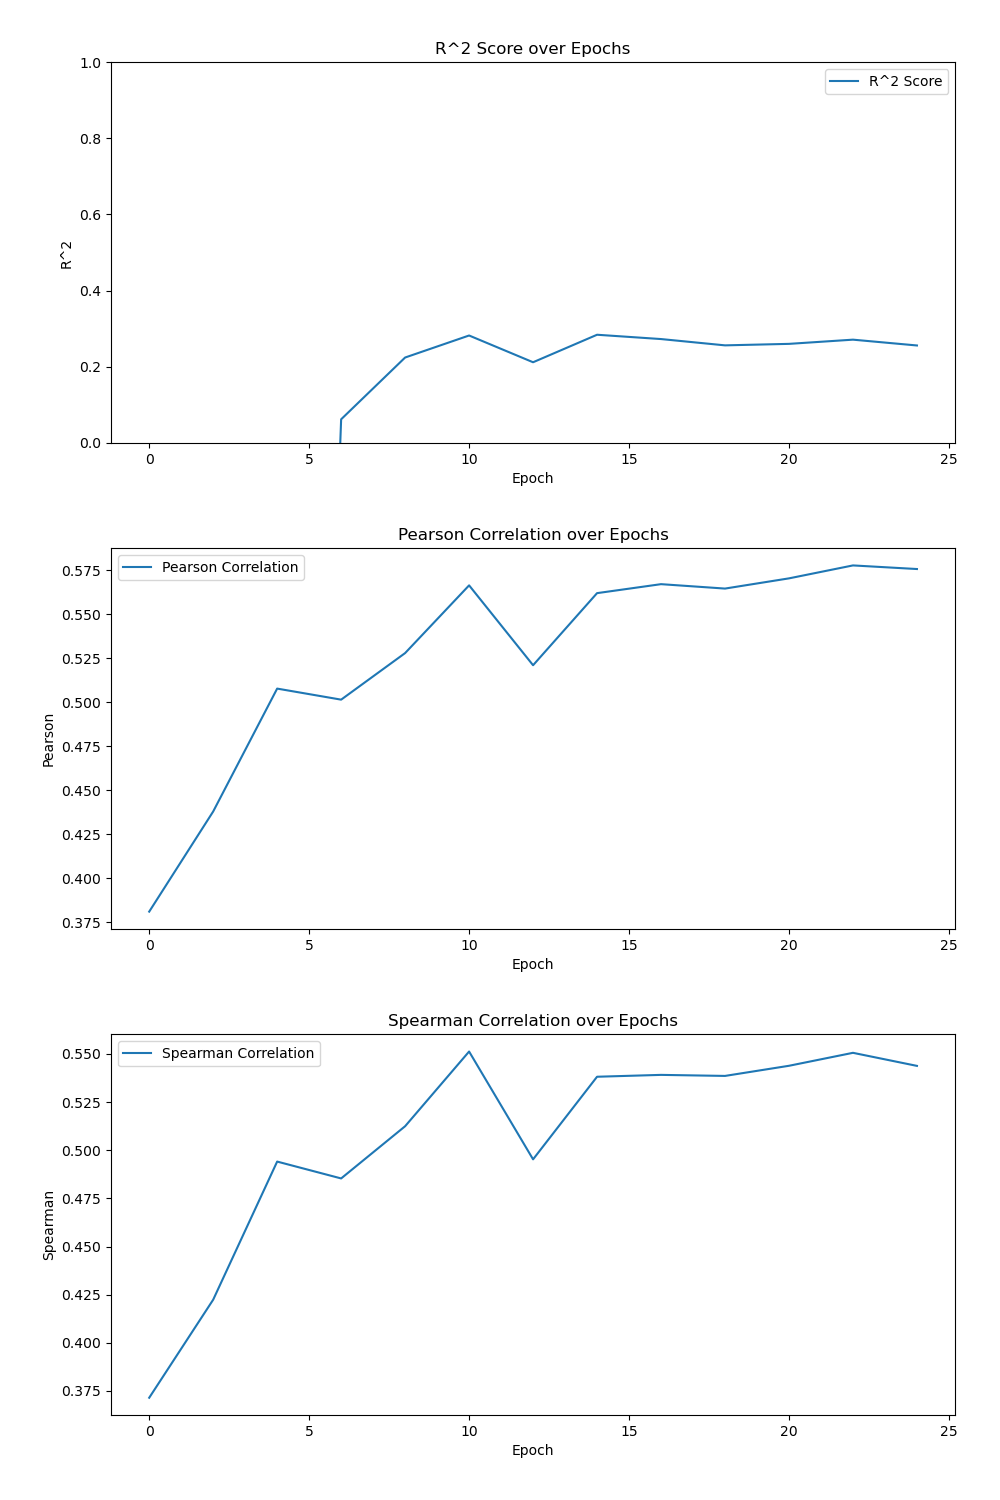 R^2 Score over Epochs
1.0
R^2 Score
0.8
0.6
R^2
0.4
0.2
0.0
0 5 10 15 20 25
Epoch
Pearson Correlation over Epochs
0.575
Pearson Correlation
0.550
0.525
0.500
Pearson
0.475
0.450
0.425
0.400
0.375
0 5 10 15 20 25
Epoch
Spearman Correlation over Epochs
0.550
Spearman Correlation
0.525
0.500
0.475
Spearman
0.450
0.425
0.400
0.375
0 5 10 15 20 25
Epoch